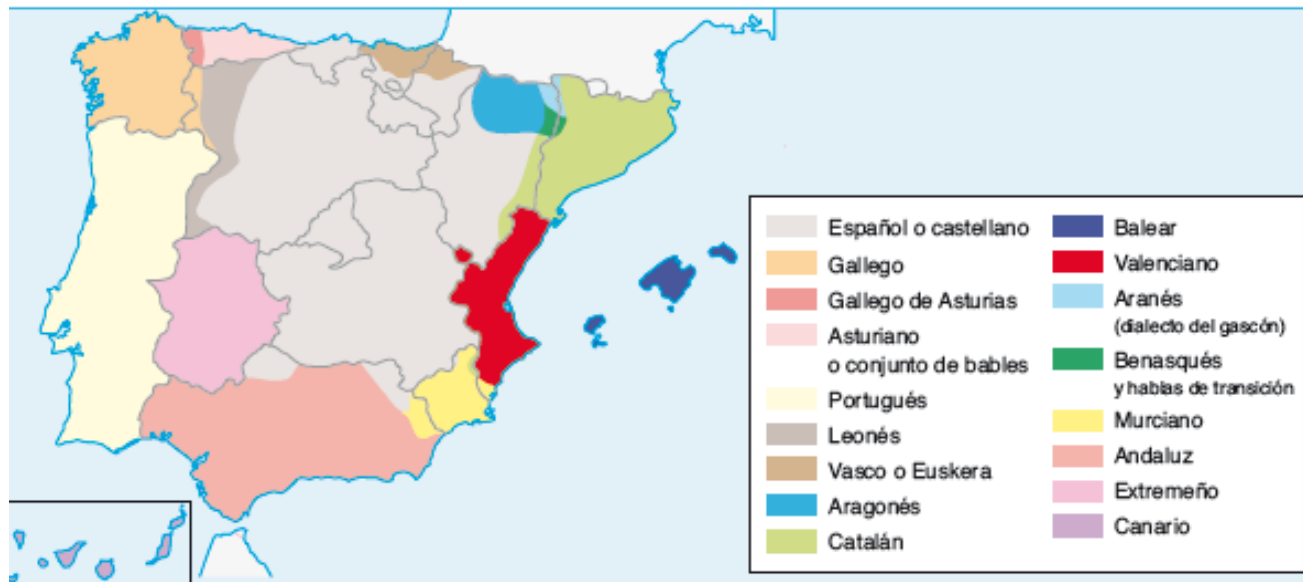 Español o castellano
Gallego
Gallego de Asturias
Asturiano
o conjunto de bables
Portugués
Leonés
Vasco o Euskera
Aragonés
Catalán
Balear
Valenciano
Aranés
(dialecto del gascón)
Benasqués
y hablas de transición
Murciano
Andaluz
Extremeño
Canario